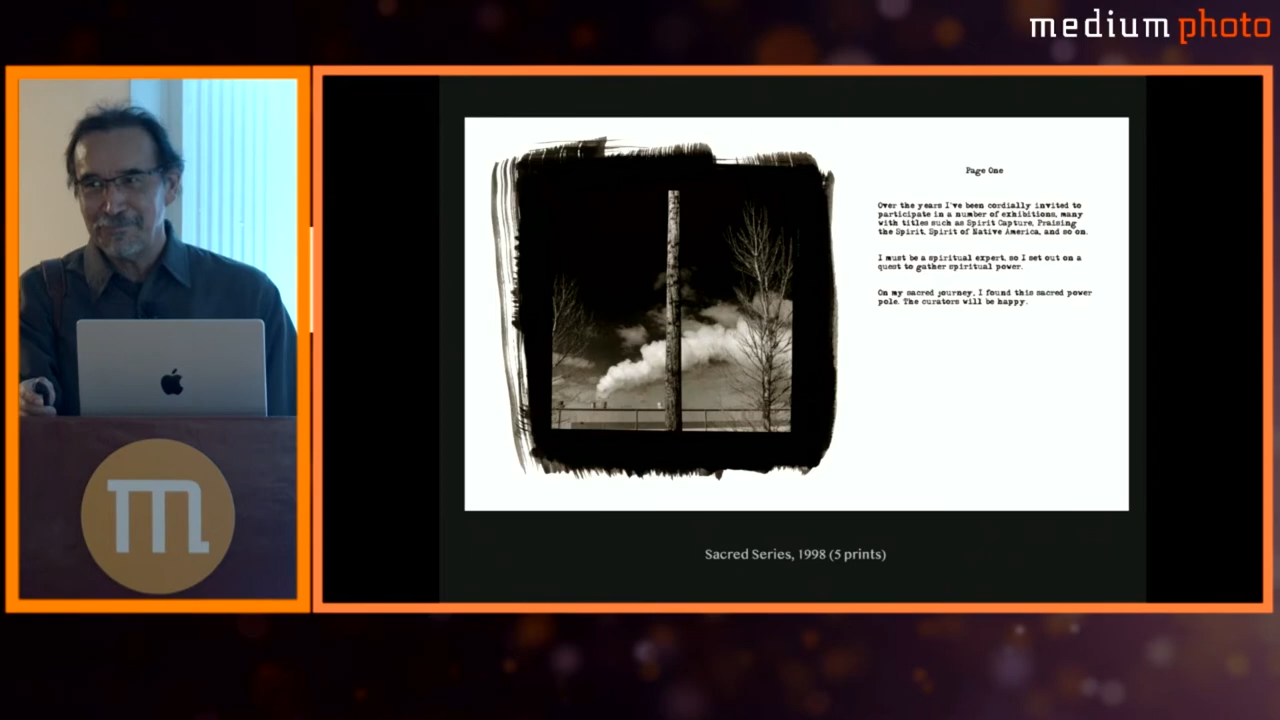 medium photo
Page One
Over the years I've been cordially invited to
participate in a number of exhibitions, many
with titles such as Spirit Capture, Praising
the Spirit, Spirit of Native America, and so on.
I must be a spiritual expert, so I set out on a
quest to gather spiritual power.
On my sacred journey, I found this sacred power
pole. The curators will be happy.
m
Sacred Series, 1998 (5 prints)